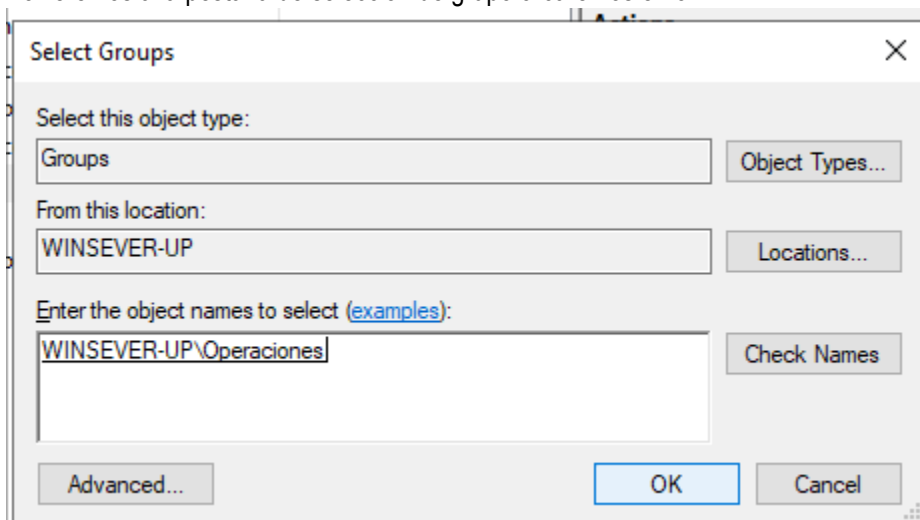 Select Groups
Select this object type:
Groups
Object Types...
From this location:
WINSEVER-UP
Locations...
Enter the object names to select (examples):
WINSEVER-UP\Operaciones
Check Names
Advanced...
OK
Cancel